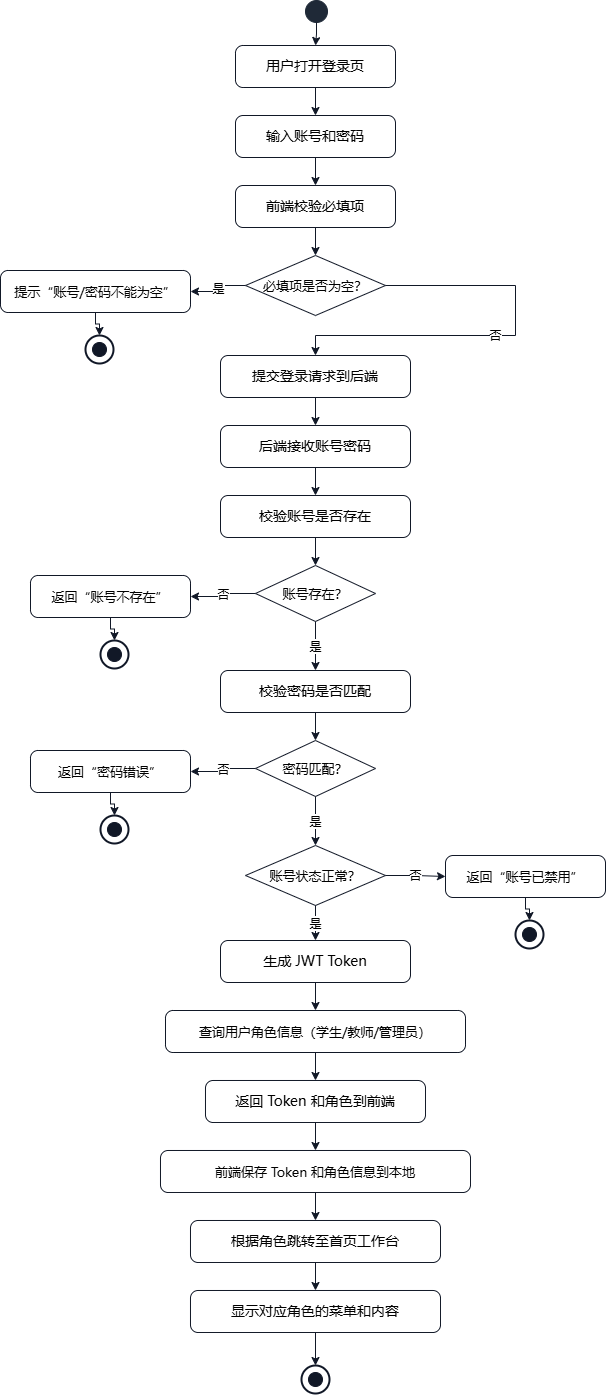 用户打开登录页
输入账号和密码
前端校验必填项
必填项是否为空?
是
提示“账号/密码不能为空”
否
提交登录请求到后端
后端接收账号密码
校验账号是否存在
账号存在?
否
返回“账号不存在”
是
校验密码是否匹配
密码匹配?
否
返回“密码错误”
是
账号状态正常?
否
返回“账号已禁用”
是
生成 JWT Token
查询用户角色信息（学生/教师/管理员）
返回 Token 和角色到前端
前端保存 Token 和角色信息到本地
根据角色跳转至首页工作台
显示对应角色的菜单和内容